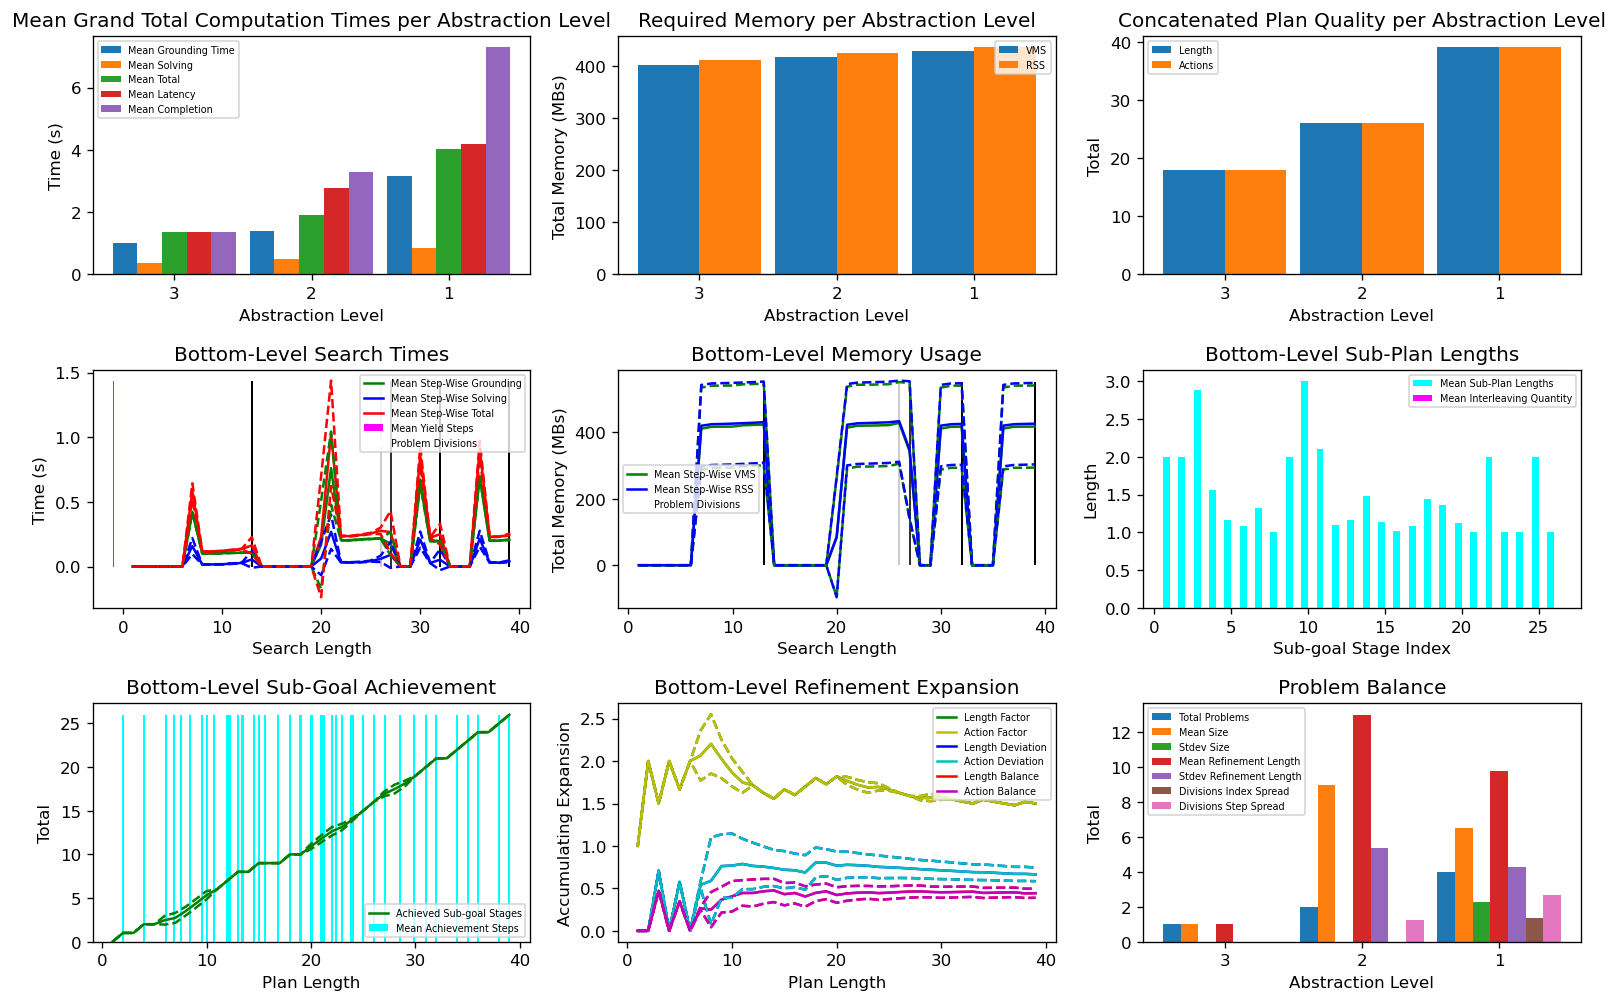 Mean Grand Total Computation Times per Abstraction Level
Mean Grounding Time
Mean Solving
Mean Total
Mean Latency
Mean Completion
Time (s)
0
2
4
6
3
2
1
Abstraction Level
Required Memory per Abstraction Level
VMS
RSS
Total Memory (MBs)
0
100
200
300
400
3
2
1
Abstraction Level
Concatenated Plan Quality per Abstraction Level
Length
Actions
Total
0
10
20
30
40
3
2
1
Abstraction Level
Bottom-Level Search Times
Mean Step-Wise Grounding
Mean Step-Wise Solving
Mean Step-Wise Total
Mean Yield Steps
Problem Divisions
Time (s)
0.0
0.5
1.0
1.5
0
10
20
30
40
Search Length
Bottom-Level Memory Usage
Mean Step-Wise VMS
Mean Step-Wise RSS
Problem Divisions
Total Memory (MBs)
0
200
400
0
10
20
30
40
Search Length
Bottom-Level Sub-Plan Lengths
Mean Sub-Plan Lengths
Mean Interleaving Quantity
Length
0.0
0.5
1.0
1.5
2.0
2.5
3.0
0
5
10
15
20
25
Sub-goal Stage Index
Bottom-Level Sub-Goal Achievement
Achieved Sub-goal Stages
Mean Achievement Steps
Total
0
5
10
15
20
25
0
10
20
30
40
Plan Length
Bottom-Level Refinement Expansion
Length Factor
Action Factor
Length Deviation
Action Deviation
Length Balance
Action Balance
Accumulating Expansion
0.0
0.5
1.0
1.5
2.0
2.5
0
10
20
30
40
Plan Length
Problem Balance
Total Problems
Mean Size
Stdev Size
Mean Refinement Length
Stdev Refinement Length
Divisions Index Spread
Divisions Step Spread
Total
0
2
4
6
8
10
12
3
2
1
Abstraction Level